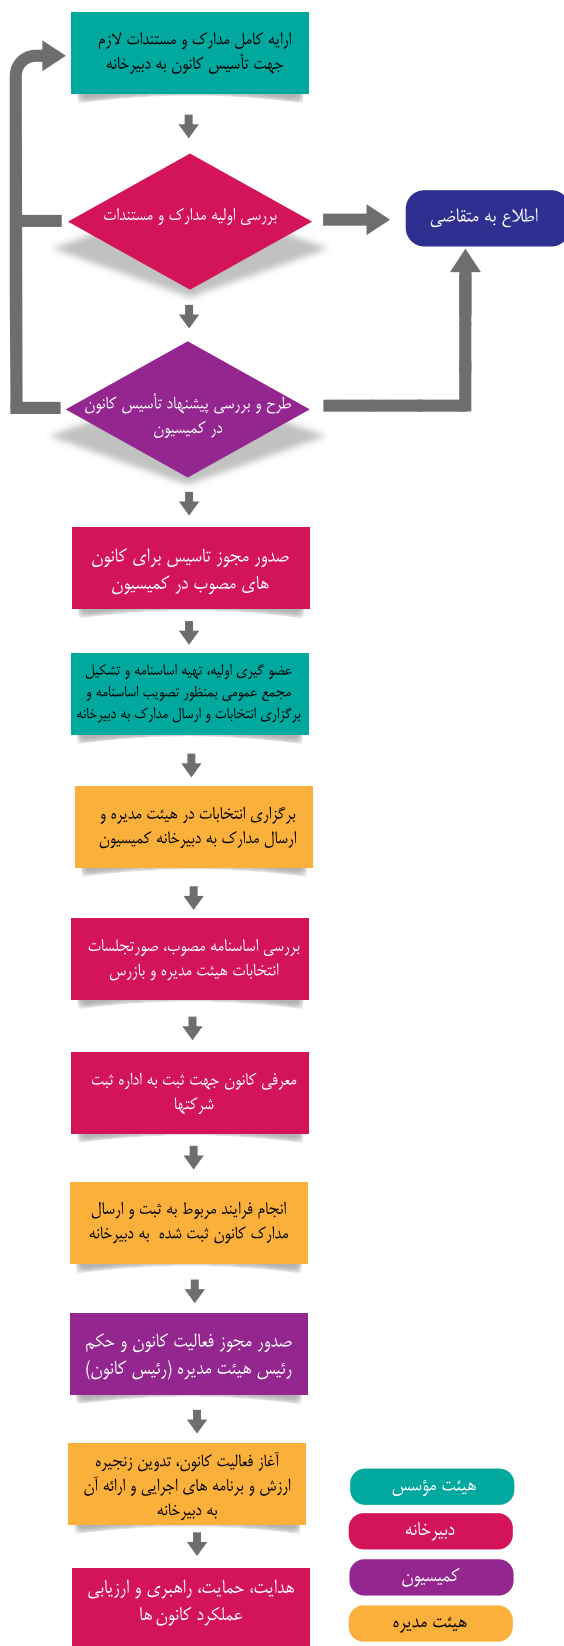 ارایه کامل مدارک و مستندات لازم
جهت تأسیس کانون به دبیرخانه
بررسی اولیه مدارک و مستندات
اطلاع به متقاضی
طرح و بررسی پیشنهاد تأسیس کانون
در کمیسیون
صدور مجوز تاسیس برای کانون
های مصوب در کمیسیون
عضو گیری اولیه، تهیه اساسنامه و تشکیل
مجمع عمومی بمنظور تصویب اساسنامه و
برگزاری انتخابات و ارسال مدارک به دبیرخانه
برگزاری انتخابات در هیئت مدیره و
ارسال مدارک به دبیرخانه کمیسیون
بررسی اساسنامه مصوب، صورتجلسات
انتخابات هیئت مدیره و بازرس
معرفی کانون جهت ثبت به اداره ثبت
شرکتها
انجام فرایند مربوط به ثبت و ارسال
مدارک کانون ثبت شده به دبیرخانه
صدور مجوز فعالیت کانون و حکم
رئیس هیئت مدیره (رئیس کانون)
آغاز فعالیت کانون، تدوین زنجیره
ارزش و برنامه های اجرایی و ارائه آن
به دبیرخانه
هدایت، حمایت، راهبری و ارزیابی
عملکرد کانون ها
هیئت مؤسس
دبیرخانه
کمیسیون
هیئت مدیره